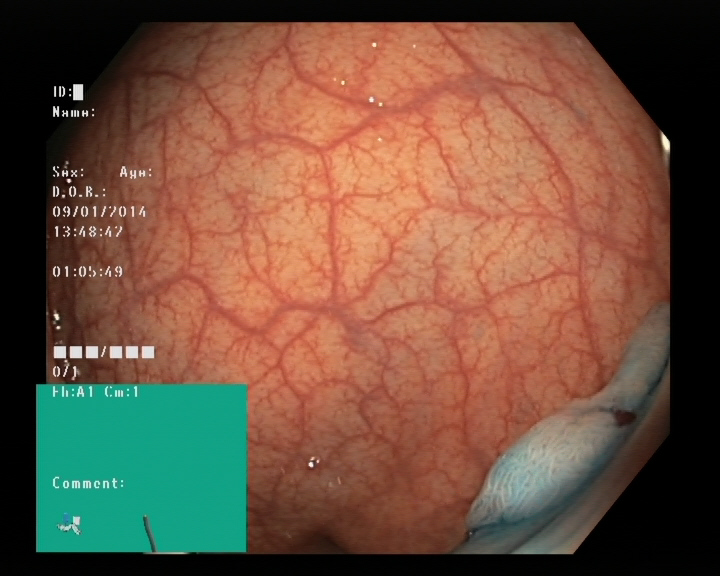 ID:
Name:
Sex: Age:
D.O.B.:
09/01/2014
13:48:42
01:05:49
0/1
Eh:A1 Cm:1
Comment: